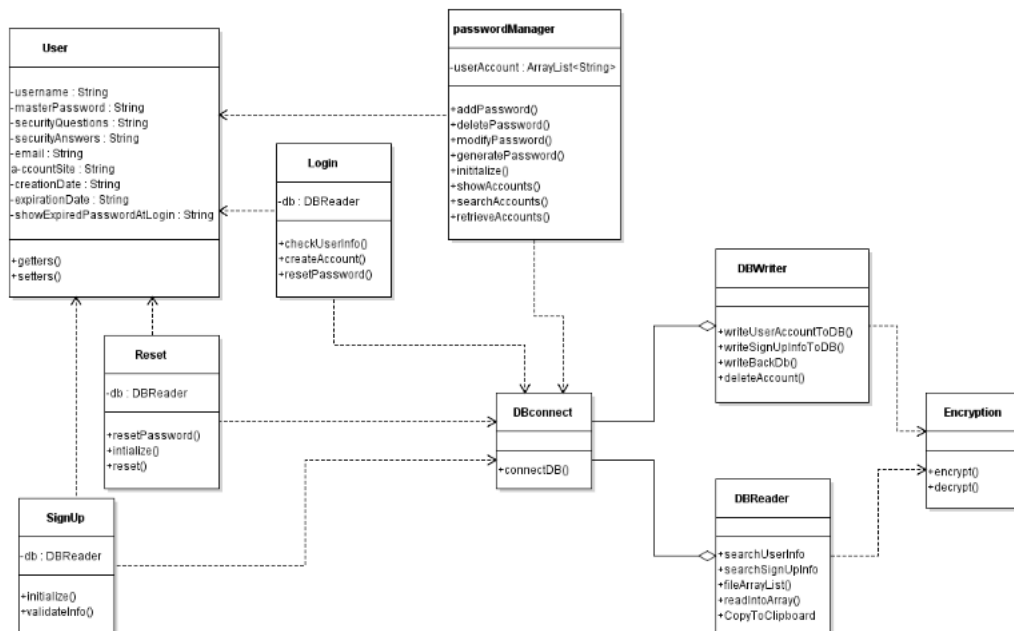 User
-username : String
-masterPassword : String
-securityQuestions : String
-securityAnswers : String
-email : String
a-ccountSite : String
-creationDate : String
-expirationDate : String
-showExpiredPasswordAtLogin : String
+getters()
+setters()
passwordManager
-userAccount : ArrayList<String>
+addPassword()
+deletePassword()
+modifyPassword()
+generatePassword()
+inititalize()
+showAccounts()
+searchAccounts()
+retrieveAccounts()
Login
-db : DBReader
+checkUserInfo()
+createAccount()
+resetPassword()
Reset
-db : DBReader
+resetPassword()
+intialize()
+reset()
SignUp
-db : DBReader
+initialize()
+validateInfo()
DBconnect
+connectDB()
DBWriter
+writeUserAccountToDB()
+writeSignUpInfoToDB()
+writeBackDb()
+deleteAccount()
DBReader
+searchUserInfo
+searchSignUpInfo
+fileArrayList()
+readIntoArray()
+CopyToClipboard
Encryption
+encrypt()
+decrypt()